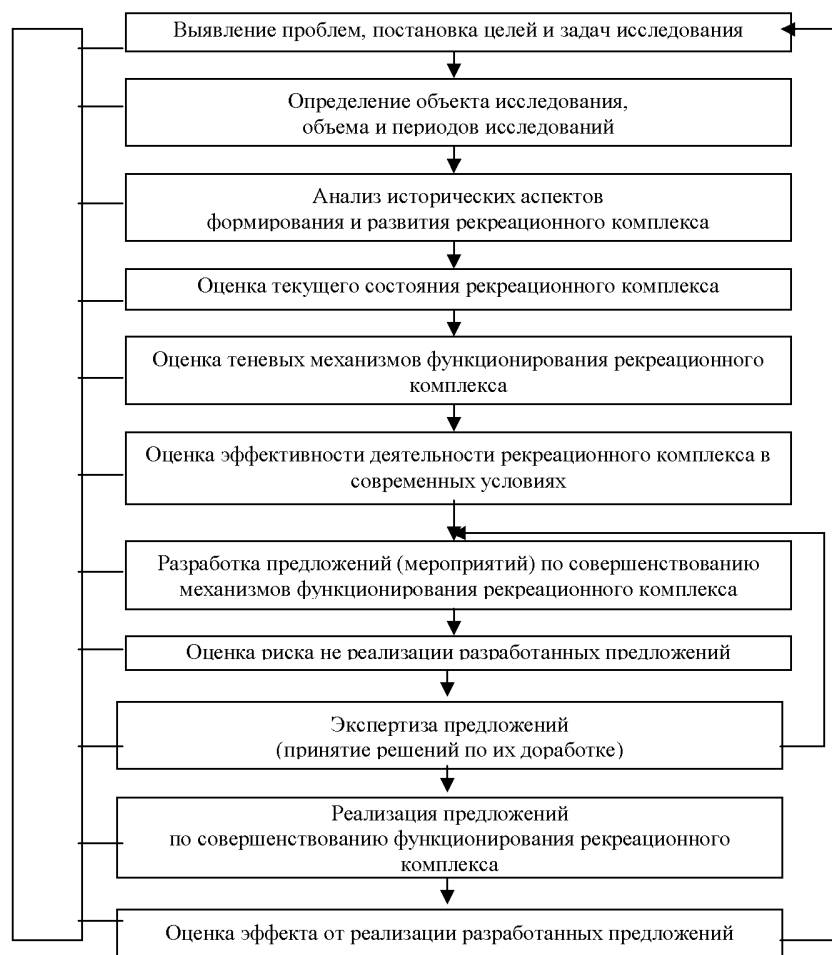 Выявление проблем, постановка целей и задач исследования
Определение объекта исследования,
объема и периодов исследований
Анализ исторических аспектов
формирования и развития рекреационного комплекса
Оценка текущего состояния рекреационного комплекса
Оценка теневых механизмов функционирования рекреационного
комплекса
Оценка эффективности деятельности рекреационного комплекса в
современных условиях
Разработка предложений (мероприятий) по совершенствованию
механизмов функционирования рекреационного комплекса
Оценка риска не реализации разработанных предложений
Экспертиза предложений
(принятие решений по их доработке)
Реализация предложений
по совершенствованию функционирования рекреационного
комплекса
Оценка эффекта от реализации разработанных предложений